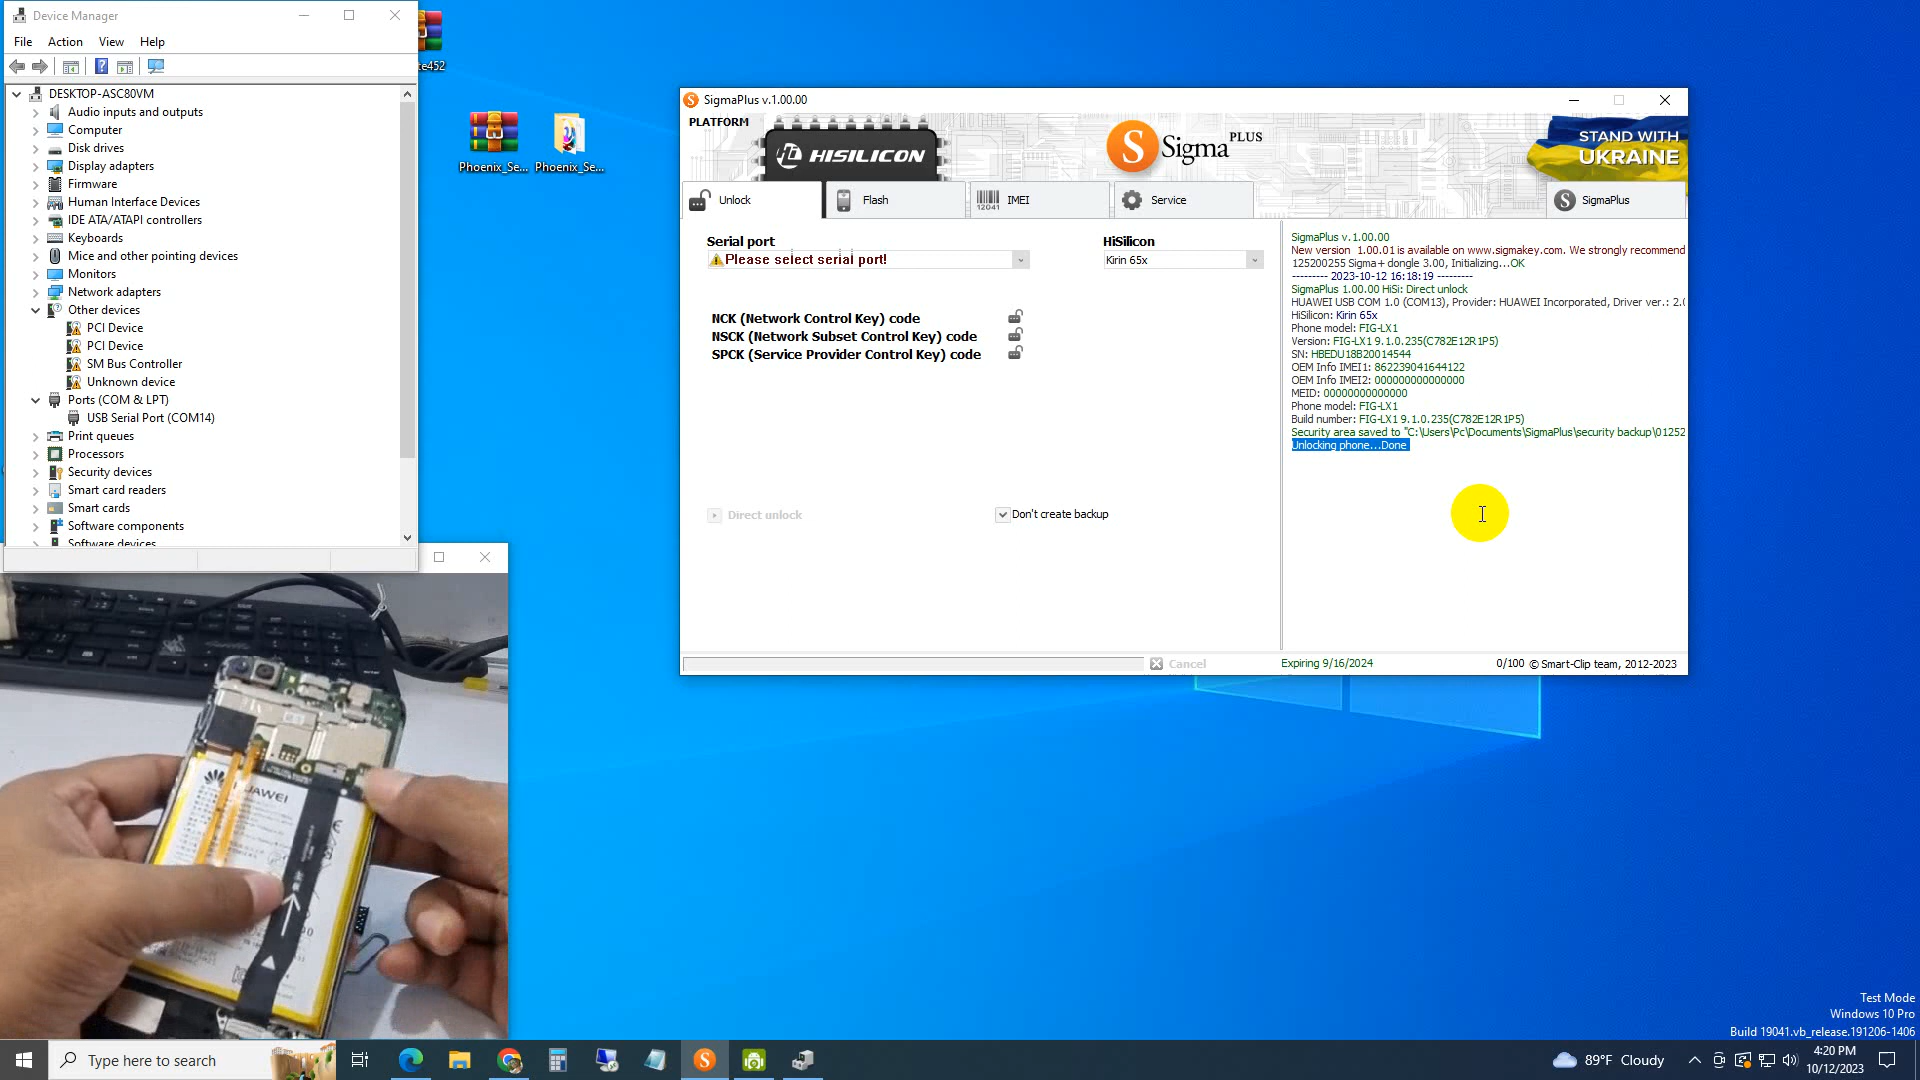 Device Manager
File Action View Help
DESKTOP-ASC80VM
Audio inputs and outputs
Computer
Disk drives
Display adapters
Firmware
Human Interface Devices
IDE ATA/ATAPI controllers
Keyboards
Mice and other pointing devices
Monitors
Network adapters
Other devices
PCI Device
PCI Device
SM Bus Controller
Unknown device
Ports (COM & LPT)
USB Serial Port (COM14)
Print queues
Processors
Security devices
Smart card readers
Smart cards
Software components
Software devices
te452
Phoenix_Se...
Phoenix_Se...
SigmaPlus v.1.00.00
PLATFORM
HISILICON
S Sigma PLUS
STAND WITH
UKRAINE
Unlock
Flash
12041
IMEI
Service
S SigmaPlus
Serial port
Please select serial port!
HiSilicon
Kirin 65x
NCK (Network Control Key) code
NSCK (Network Subset Control Key) code
SPCK (Service Provider Control Key) code
Direct unlock
Don't create backup
SigmaPlus v.1.00.00
New version 1.00.01 is available on www.sigmakey.com. We strongly recommend
125200255 Sigma+ dongle 3.00, Initializing...OK
--------- 2023-10-12 16:18:19 ---------
SigmaPlus 1.00.00 HiSi: Direct unlock
HUAWEI USB COM 1.0 (COM13), Provider: HUAWEI Incorporated, Driver ver.: 2.0
HiSilicon: Kirin 65x
Phone model: FIG-LX1
Version: FIG-LX1 9.1.0.235(C782E12R1P5)
SN: HBEDU18B20014544
OEM Info IMEI1: 862239041644122
OEM Info IMEI2: 000000000000000
MEID: 00000000000000
Phone model: FIG-LX1
Build number: FIG-LX1 9.1.0.235(C782E12R1P5)
Security area saved to "C:\Users\Pc\Documents\SigmaPlus\security backup\01252
Unlocking phone...Done
Cancel
Expiring 9/16/2024
0/100 © Smart-Clip team, 2012-2023
HUAWEI
Test Mode
Windows 10 Pro
Build 19041.vb_release.191206-1406
Type here to search
89°F Cloudy
4:20 PM
10/12/2023